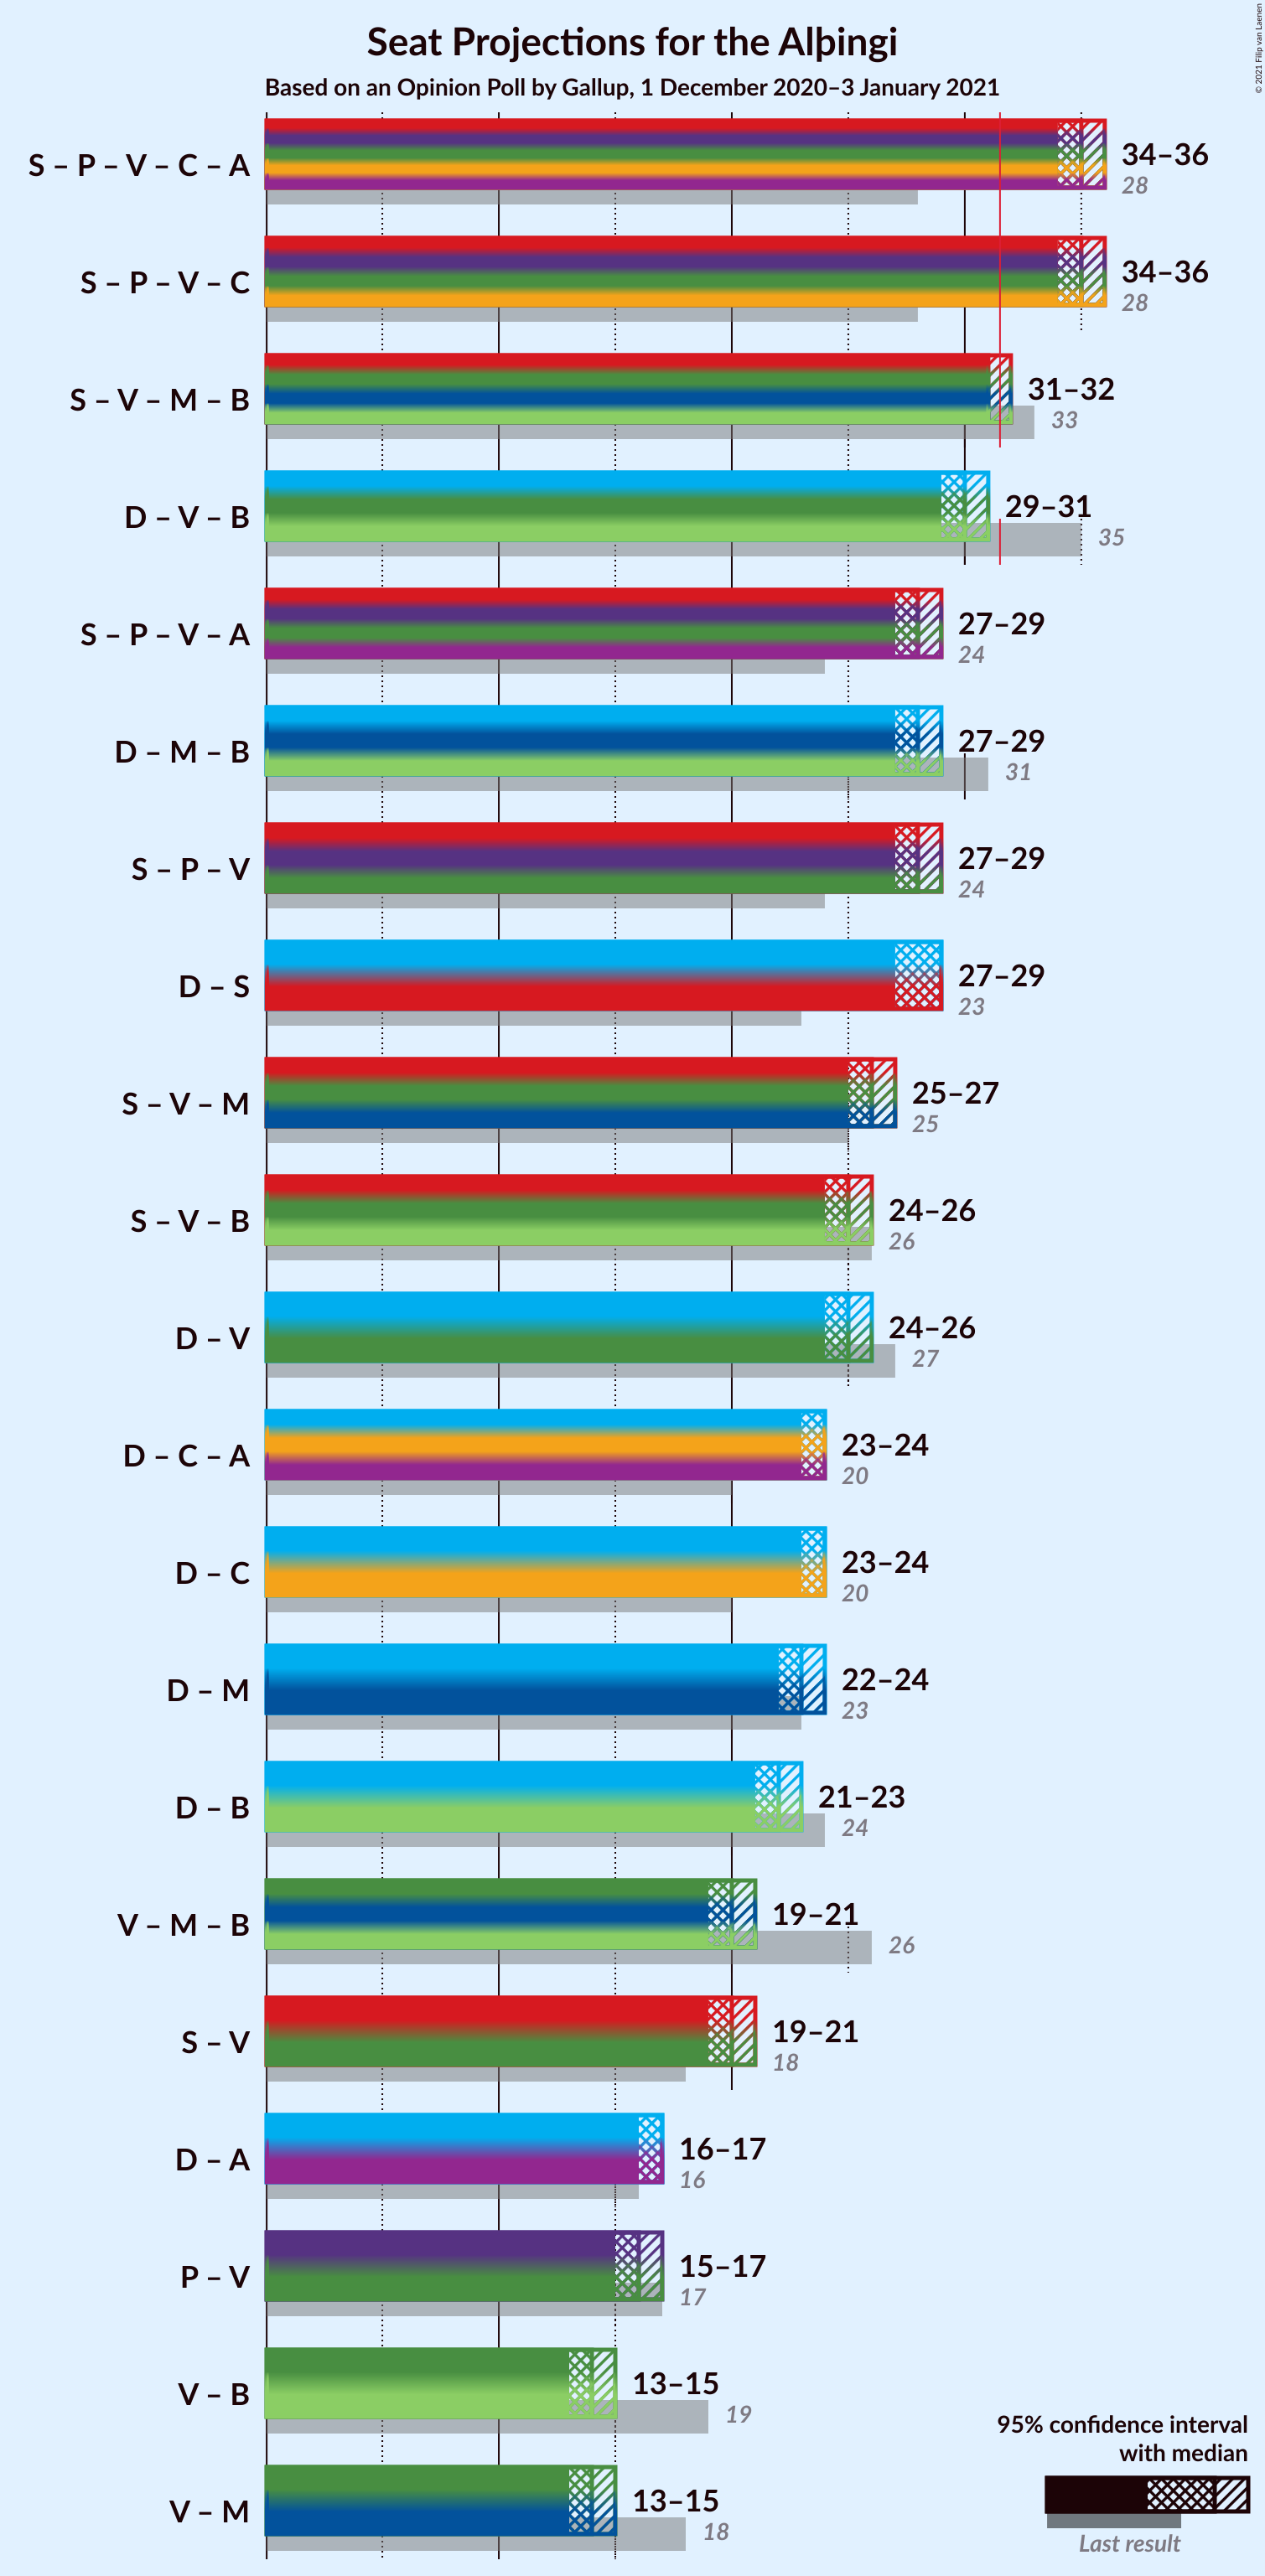 Seat Projections for the Alþingi
Based on an Opinion Poll by Gallup, 1 December 2020–3 January 2021
© 2021 Filip van Laenen
S – P – V – C – A
34–36
28
S – P – V – C
34–36
28
S – V – M – B
31–32
33
D – V – B
29–31
35
S – P – V – A
27–29
24
D – M – B
27–29
31
S – P – V
27–29
24
D – S
27–29
23
S – V – M
25–27
25
S – V – B
24–26
26
D – V
24–26
27
D – C – A
23–24
20
D – C
23–24
20
D – M
22–24
23
D – B
21–23
24
V – M – B
19–21
26
S – V
19–21
18
D – A
16–17
16
P – V
15–17
17
V – B
13–15
19
V – M
13–15
18
95% confidence interval
with median
Last result